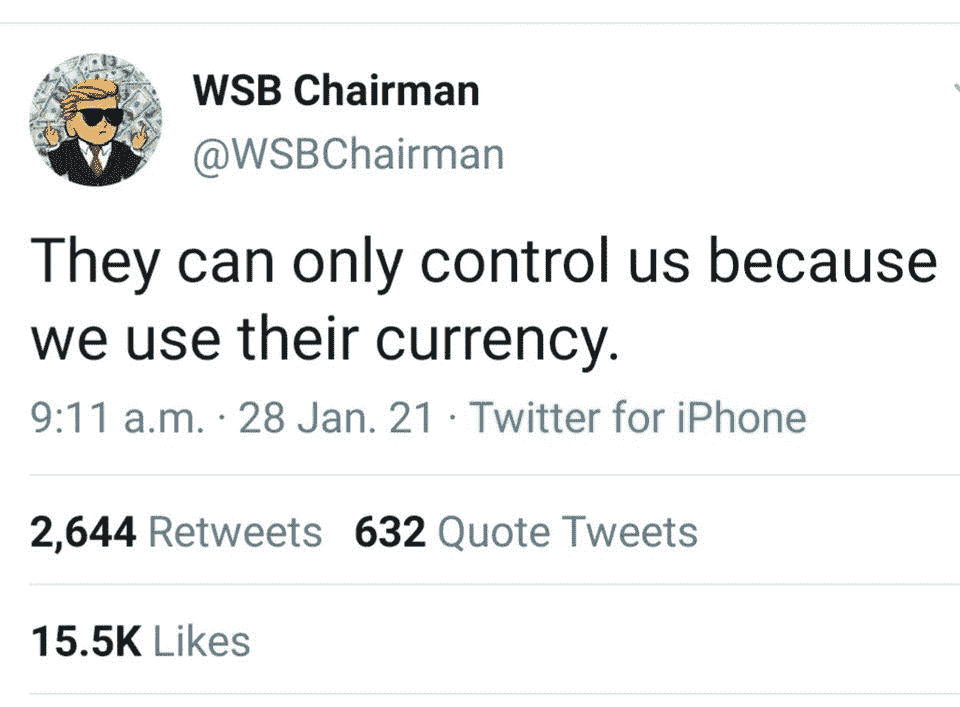 WSB Chairman
@WSBChairman
They can only control us because
we use their currency.
9:11 a.m. · 28 Jan. 21 · Twitter for iPhone
2,644 Retweets 632 Quote Tweets
15.5K Likes